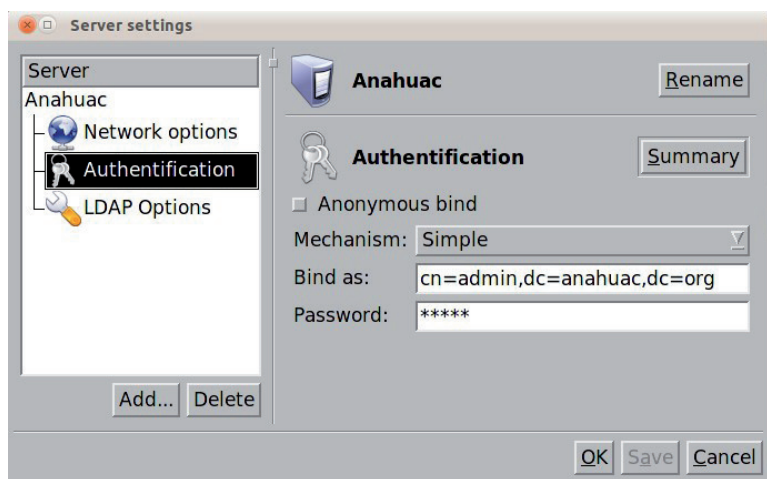 Server settings
Server
Anahuac
Network options
Authentification
LDAP Options
Add...
Delete
Anahuac
Rename
Authentification
Summary
Anonymous bind
Mechanism: Simple
Bind as: cn=admin,dc=anahuac,dc=org
Password: *****
OK
Save
Cancel